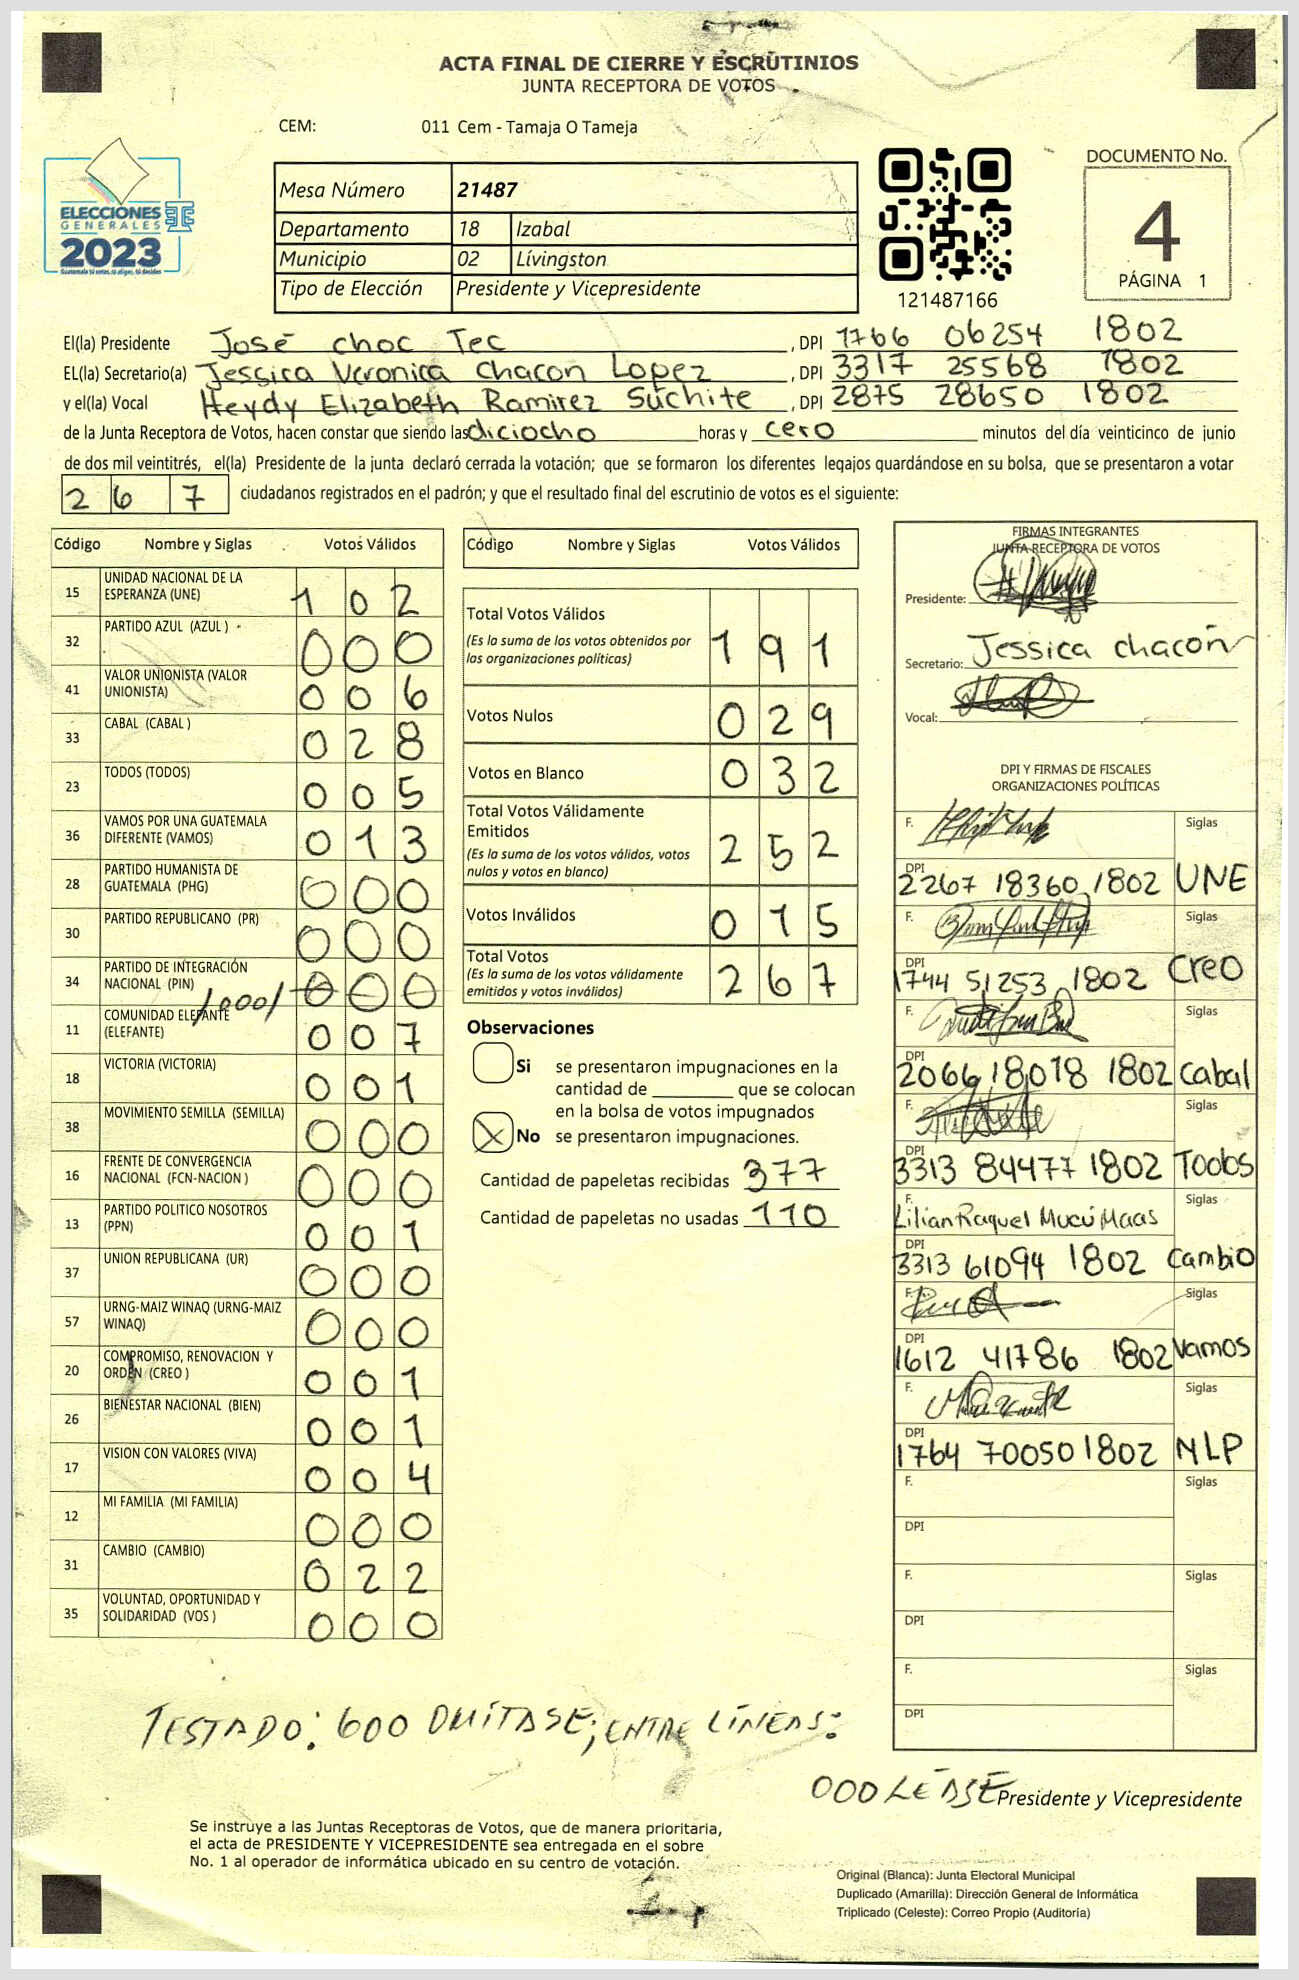 ACTA FINAL DE CIERRE Y ESCRUTINIOS
JUNTA RECEPTORA DE VOTOS
CEM: 011 Cem - Tamaja O Tameja
ELECCIONES
GENERALES
2023
Guatemala tú votas, tú eliges, tú decides
Mesa Número 21487
Departamento 18 Izabal
Municipio 02 Lívingston
Tipo de Elección Presidente y Vicepresidente
121487166
DOCUMENTO No.
4
PÁGINA 1
El(la) Presidente José choc Tec, DPI 1766 06254 1802
EL(la) Secretario(a) Jessica Veronica Chacon Lopez, DPI 3317 25568 1802
y el(la) Vocal Heydy Elizabeth Ramirez Suchite, DPI 2875 28650 1802
de la Junta Receptora de Votos, hacen constar que siendo las diciocho horas y cero minutos del día veinticinco de junio
de dos mil veintitrés, el(la) Presidente de la junta declaró cerrada la votación; que se formaron los diferentes legajos quardándose en su bolsa, que se presentaron a votar
2 6 7 ciudadanos registrados en el padrón; y que el resultado final del escrutinio de votos es el siguiente:
Código Nombre y Siglas Votos Válidos
15 UNIDAD NACIONAL DE LA ESPERANZA (UNE) 1 0 2
32 PARTIDO AZUL (AZUL ) 0 0 0
41 VALOR UNIONISTA (VALOR UNIONISTA) 0 0 6
33 CABAL (CABAL ) 0 2 8
23 TODOS (TODOS) 0 0 5
36 VAMOS POR UNA GUATEMALA DIFERENTE (VAMOS) 0 1 3
28 PARTIDO HUMANISTA DE GUATEMALA (PHG) 0 0 0
30 PARTIDO REPUBLICANO (PR) 0 0 0
34 PARTIDO DE INTEGRACIÓN NACIONAL (PIN) /000/ 0 0 0
11 COMUNIDAD ELEFANTE (ELEFANTE) 0 0 7
18 VICTORIA (VICTORIA) 0 0 1
38 MOVIMIENTO SEMILLA (SEMILLA) 0 0 0
16 FRENTE DE CONVERGENCIA NACIONAL (FCN-NACION ) 0 0 0
13 PARTIDO POLITICO NOSOTROS (PPN) 0 0 1
37 UNION REPUBLICANA (UR) 0 0 0
57 URNG-MAIZ WINAQ (URNG-MAIZ WINAQ) 0 0 0
20 COMPROMISO, RENOVACION Y ORDEN (CREO ) 0 0 1
26 BIENESTAR NACIONAL (BIEN) 0 0 1
17 VISION CON VALORES (VIVA) 0 0 4
12 MI FAMILIA (MI FAMILIA) 0 0 0
31 CAMBIO (CAMBIO) 0 2 2
35 VOLUNTAD, OPORTUNIDAD Y SOLIDARIDAD (VOS ) 0 0 0
Código Nombre y Siglas Votos Válidos
Total Votos Válidos 1 9 1
(Es la suma de los votos obtenidos por
las organizaciones políticas)
Votos Nulos 0 2 9
Votos en Blanco 0 3 2
Total Votos Válidamente
Emitidos 2 5 2
(Es la suma de los votos válidos, votos
nulos y votos en blanco)
Votos Inválidos 0 1 5
Total Votos 2 6 7
(Es la suma de los votos válidamente
emitidos y votos inválidos)
Observaciones
Si se presentaron impugnaciones en la
cantidad de ________ que se colocan
en la bolsa de votos impugnados
X No se presentaron impugnaciones.
Cantidad de papeletas recibidas 377
Cantidad de papeletas no usadas 110
FIRMAS INTEGRANTES
JUNTA RECEPTORA DE VOTOS
Presidente:
Secretario: Jessica chacon
Vocal:
DPI Y FIRMAS DE FISCALES
ORGANIZACIONES POLÍTICAS
F. Siglas
DPI 2267 18360 1802 UNE
F. Siglas
DPI 1744 51253 1802 Creo
F. Siglas
DPI 2066 18078 1802 Cabal
F. Siglas
DPI 3313 84477 1802 Todos
F. Lilian Raquel Mucú Maas Siglas
DPI 3313 61094 1802 Cambio
F. Siglas
DPI 1612 41786 1802 Vamos
F. Siglas
DPI 1764 70050 1802 NLP
F. Siglas
DPI
F. Siglas
DPI
F. Siglas
DPI
TESTADO: 600 OMÍTASE; ENTRE LÍNEAS:
000 LÉASE
Presidente y Vicepresidente
Se instruye a las Juntas Receptoras de Votos, que de manera prioritaria,
el acta de PRESIDENTE Y VICEPRESIDENTE sea entregada en el sobre
No. 1 al operador de informática ubicado en su centro de votación.
Original (Blanca): Junta Electoral Municipal
Duplicado (Amarilla): Dirección General de Informática
Triplicado (Celeste): Correo Propio (Auditoría)